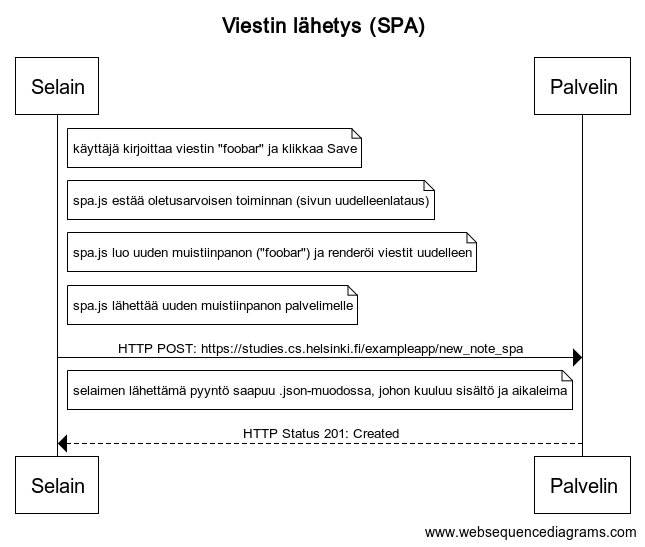 Viestin lähetys (SPA)
Selain
Palvelin
käyttäjä kirjoittaa viestin "foobar" ja klikkaa Save
spa.js estää oletusarvoisen toiminnan (sivun uudelleenlataus)
spa.js luo uuden muistiinpanon ("foobar") ja renderöi viestit uudelleen
spa.js lähettää uuden muistiinpanon palvelimelle
HTTP POST: https://studies.cs.helsinki.fi/exampleapp/new_note_spa
selaimen lähettämä pyyntö saapuu .json-muodossa, johon kuuluu sisältö ja aikaleima
HTTP Status 201: Created
Selain
Palvelin
www.websequencediagrams.com